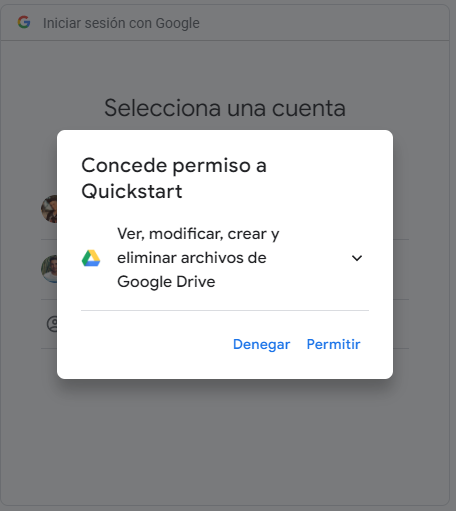 Iniciar sesión con Google
Selecciona una cuenta
Concede permiso a
Quickstart
Ver, modificar, crear y
eliminar archivos de
Google Drive
Denegar Permitir